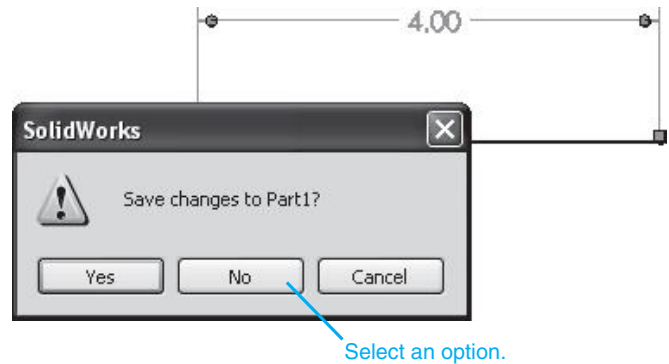 4.00
SolidWorks
Save changes to Part1?
Yes No Cancel
Select an option.